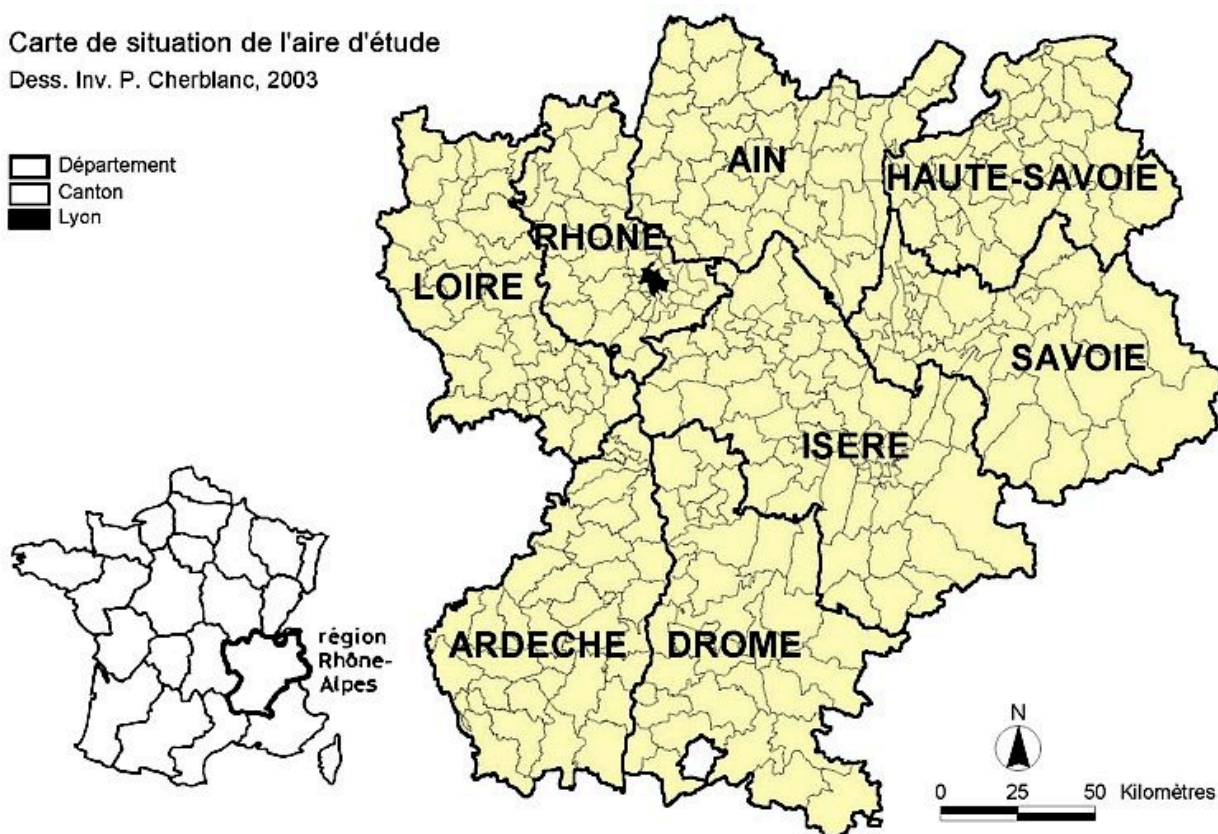 Carte de situation de l'aire d'étude
Dess. Inv. P. Cherblanc, 2003
Département
Canton
Lyon
AIN
HAUTE-SAVOIE
RHONE
LOIRE
SAVOIE
ISERE
ARDECHE
DROME
région
Rhône-
Alpes
N
0 25 50 Kilomètres